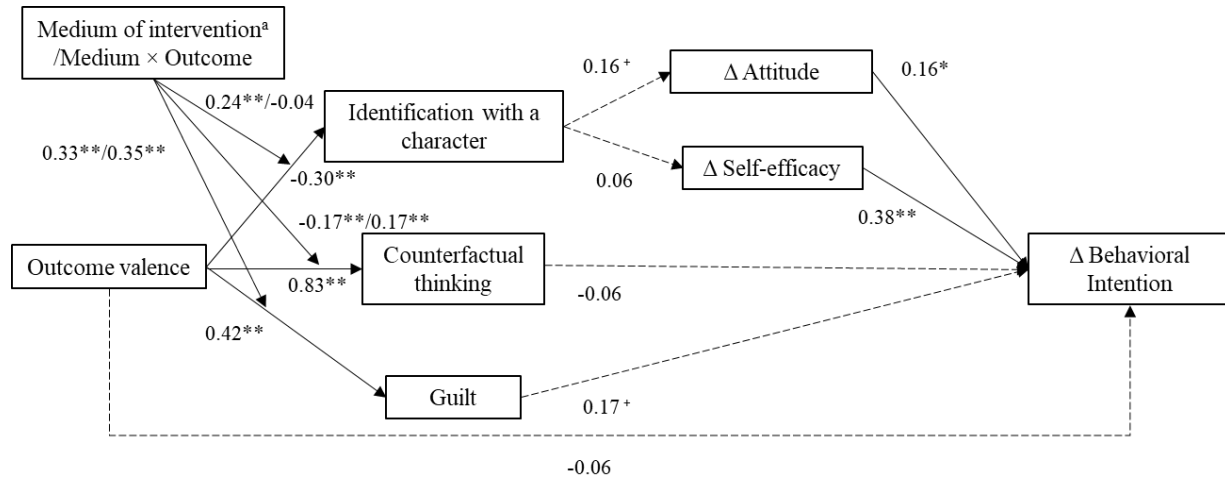 Medium of interventionᵃ
/Medium × Outcome
0.24**/-0.04
0.33**/0.35**
Identification with a
character
-0.30**
-0.17**/0.17**
Outcome valence
0.83**
Counterfactual
thinking
0.42**
Guilt
0.16⁺
Δ Attitude
0.16*
0.06
Δ Self-efficacy
0.38**
-0.06
Δ Behavioral
Intention
0.17⁺
-0.06